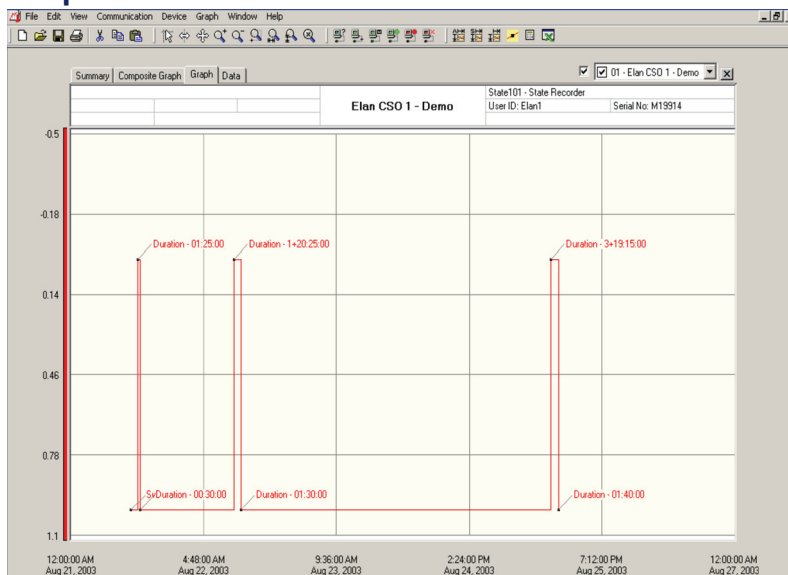 File Edit View Communication Device Graph Window Help
Summary Composite Graph Graph Data
01 - Elan CSO 1 - Demo
Elan CSO 1 - Demo
State101 - State Recorder
User ID: Elan1 Serial No: M19914
-0.5
-0.18
Duration - 01:25:00 Duration - 1+20:25:00 Duration - 3+19:15:00
0.14
0.46
0.78
Duration - 00:30:00 Duration - 01:30:00 Duration - 01:40:00
1.1
12:00:00 AM 4:48:00 AM 9:36:00 AM 2:24:00 PM 7:12:00 PM 12:00:00 AM
Aug 21, 2003 Aug 22, 2003 Aug 23, 2003 Aug 24, 2003 Aug 25, 2003 Aug 27, 2003